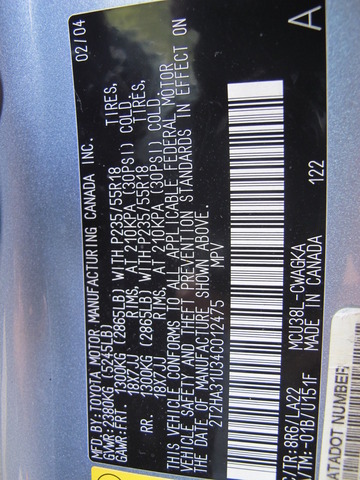 MFD. BY: TOYOTA MOTOR MANUFACTURING CANADA INC. 02/04
GVWR: 2380KG (5245LB)
GAWR: FRT. 1300KG (2865LB) WITH P235/55R18 TIRES,
18X7JJ RIMS, AT 210KPA (30PSI) COLD
RR. 1300KG (2865LB) WITH P235/55R18 TIRES,
18X7JJ RIMS, AT 210KPA (30PSI) COLD
THIS VEHICLE CONFORMS TO ALL APPLICABLE FEDERAL MOTOR
VEHICLE SAFETY AND THEFT PREVENTION STANDARDS IN EFFECT ON
THE DATE OF MANUFACTURE SHOWN ABOVE.
2T2HA31U34C012475 MPV
C/TR: 8R6/LA22 MCU38L-CWAGKA A
A/TM: -01B/U151F MADE IN CANADA 122
DATADOT NUMBER: